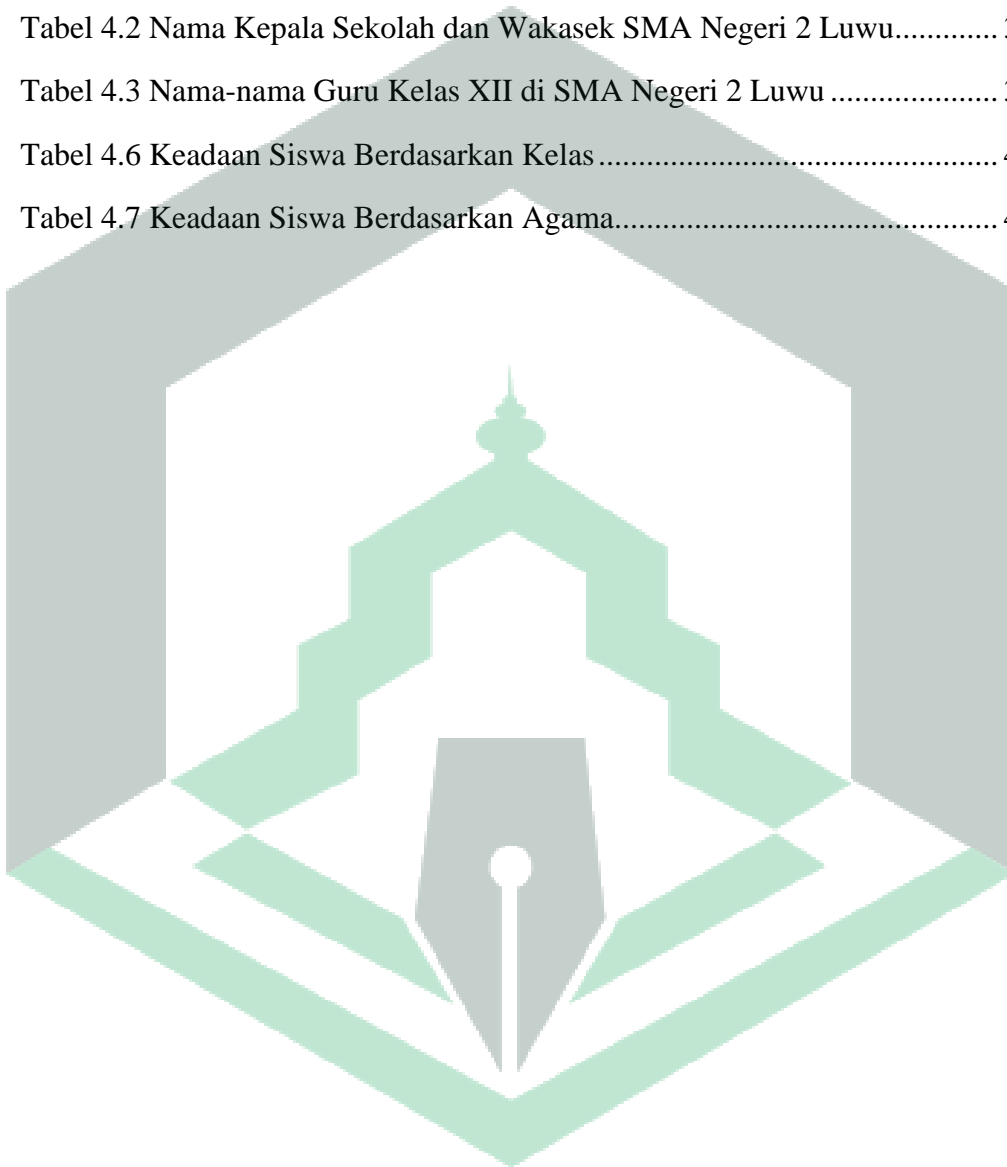 Tabel 4.2 Nama Kepala Sekolah dan Wakasek SMA Negeri 2 Luwu............
Tabel 4.3 Nama-nama Guru Kelas XII di SMA Negeri 2 Luwu ...................
Tabel 4.6 Keadaan Siswa Berdasarkan Kelas..............................................
Tabel 4.7 Keadaan Siswa Berdasarkan Agama............................................